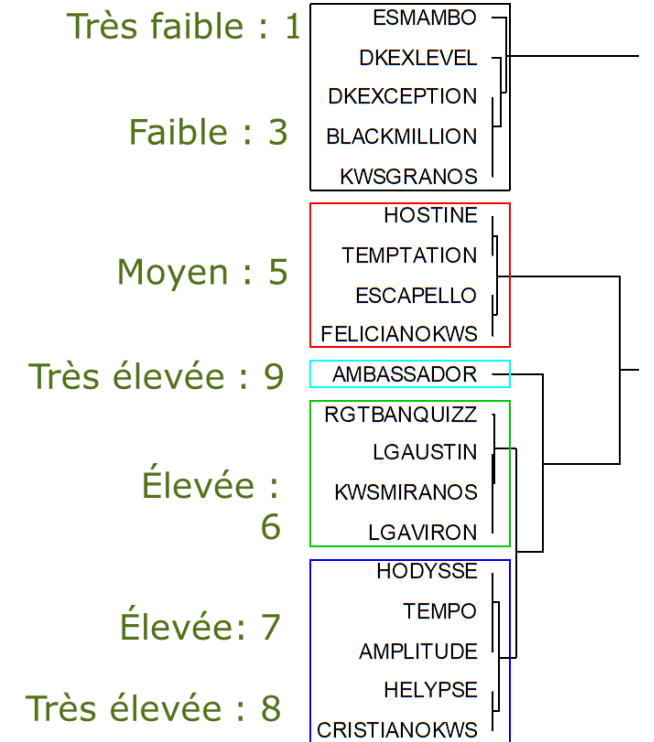 Très faible : 1
ESMAMBO
DKEXLEVEL
DKEXCEPTION
Faible : 3
BLACKMILLION
KWSGRANOS
HOSTINE
TEMPTATION
Moyen : 5
ESCAPELLO
FELICIANOKWS
Très élevée : 9
AMBASSADOR
RGTBANQUIZZ
LGAUSTIN
Élevée :
6
KWSMIRANOS
LGAVIRON
HODYSSE
TEMPO
Élevée: 7
AMPLITUDE
HELYPSE
Très élevée : 8
CRISTIANOKWS